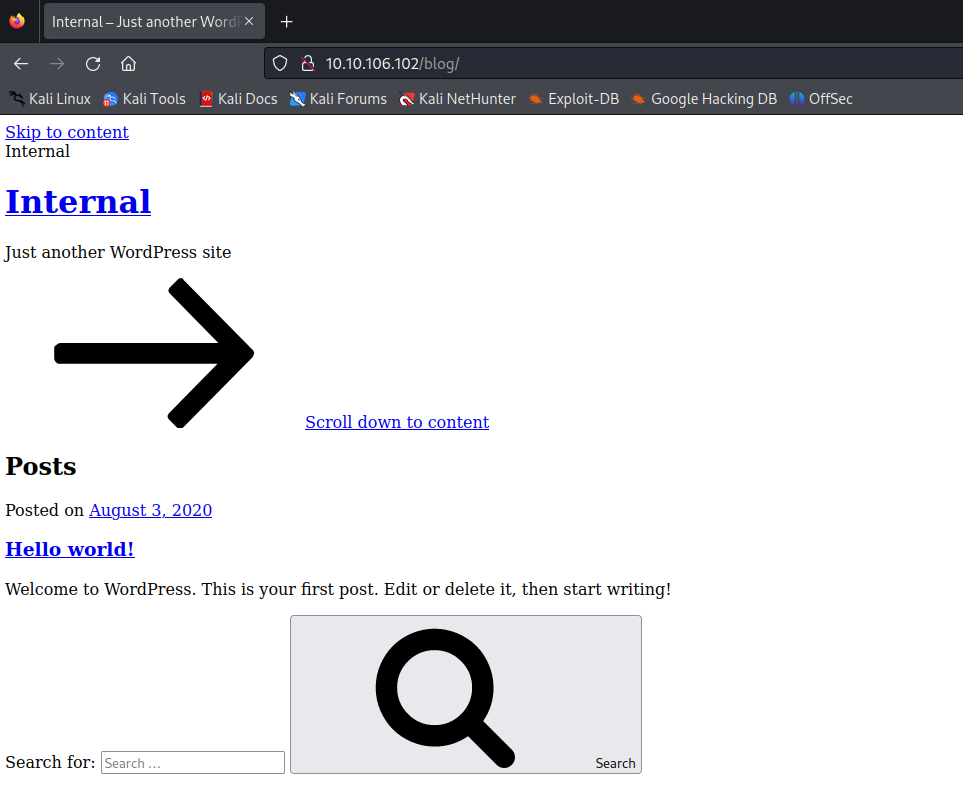 Internal – Just another Word
10.10.106.102/blog/
Kali Linux Kali Tools Kali Docs Kali Forums Kali NetHunter Exploit-DB Google Hacking DB OffSec
Skip to content
Internal
Internal
Just another WordPress site
Scroll down to content
Posts
Posted on August 3, 2020
Hello world!
Welcome to WordPress. This is your first post. Edit or delete it, then start writing!
Search for: Search … Search